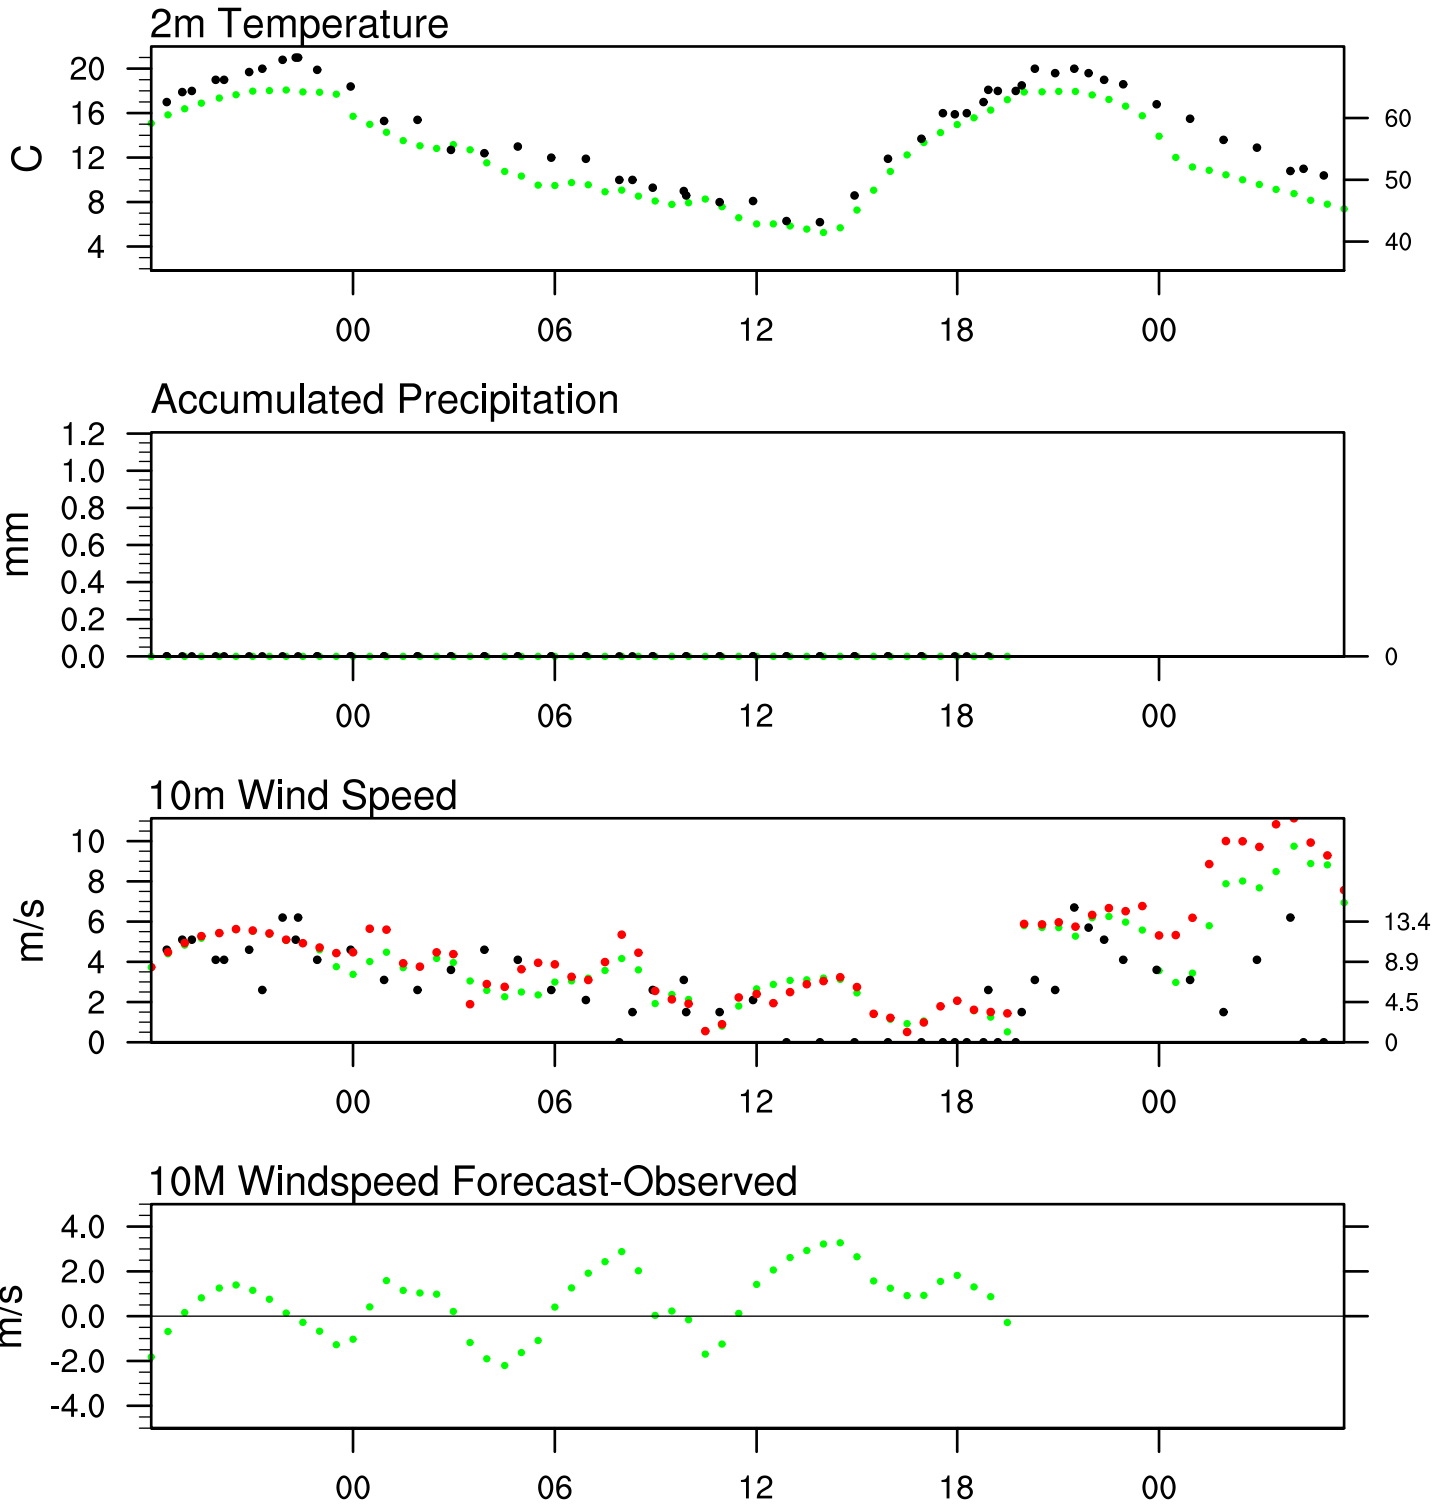 2m Temperature
20
16
12
8
4
C
60
50
40
00 06 12 18 00
Accumulated Precipitation
1.2
1.0
0.8
0.6
0.4
0.2
0.0
mm
0
00 06 12 18 00
10m Wind Speed
10
8
6
4
2
0
m/s
13.4
8.9
4.5
0
00 06 12 18 00
10M Windspeed Forecast-Observed
4.0
2.0
0.0
-2.0
-4.0
m/s
00 06 12 18 00